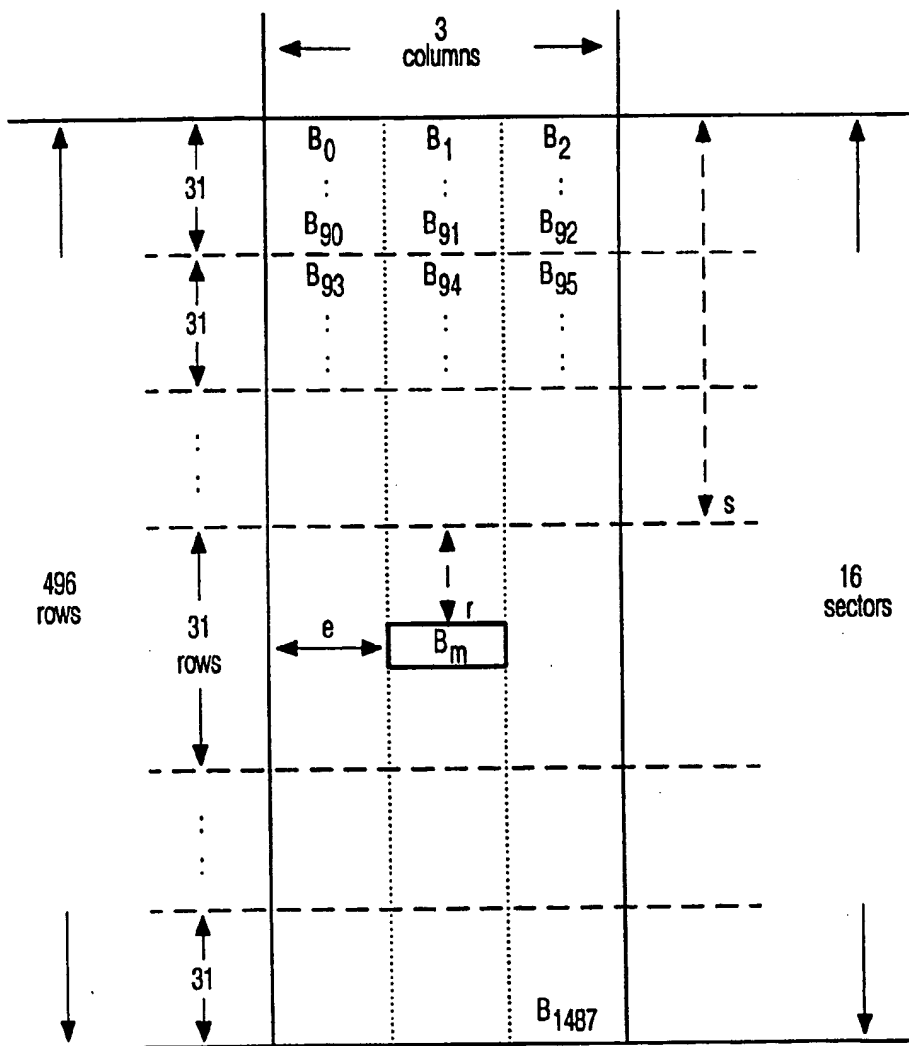 3
columns
B0 B1 B2
: : :
31
B90 B91 B92
B93 B94 B95
31
: : :
: : :
: :
s
496
rows
16
sectors
31
rows
r
e
Bm
: :
31
B1487